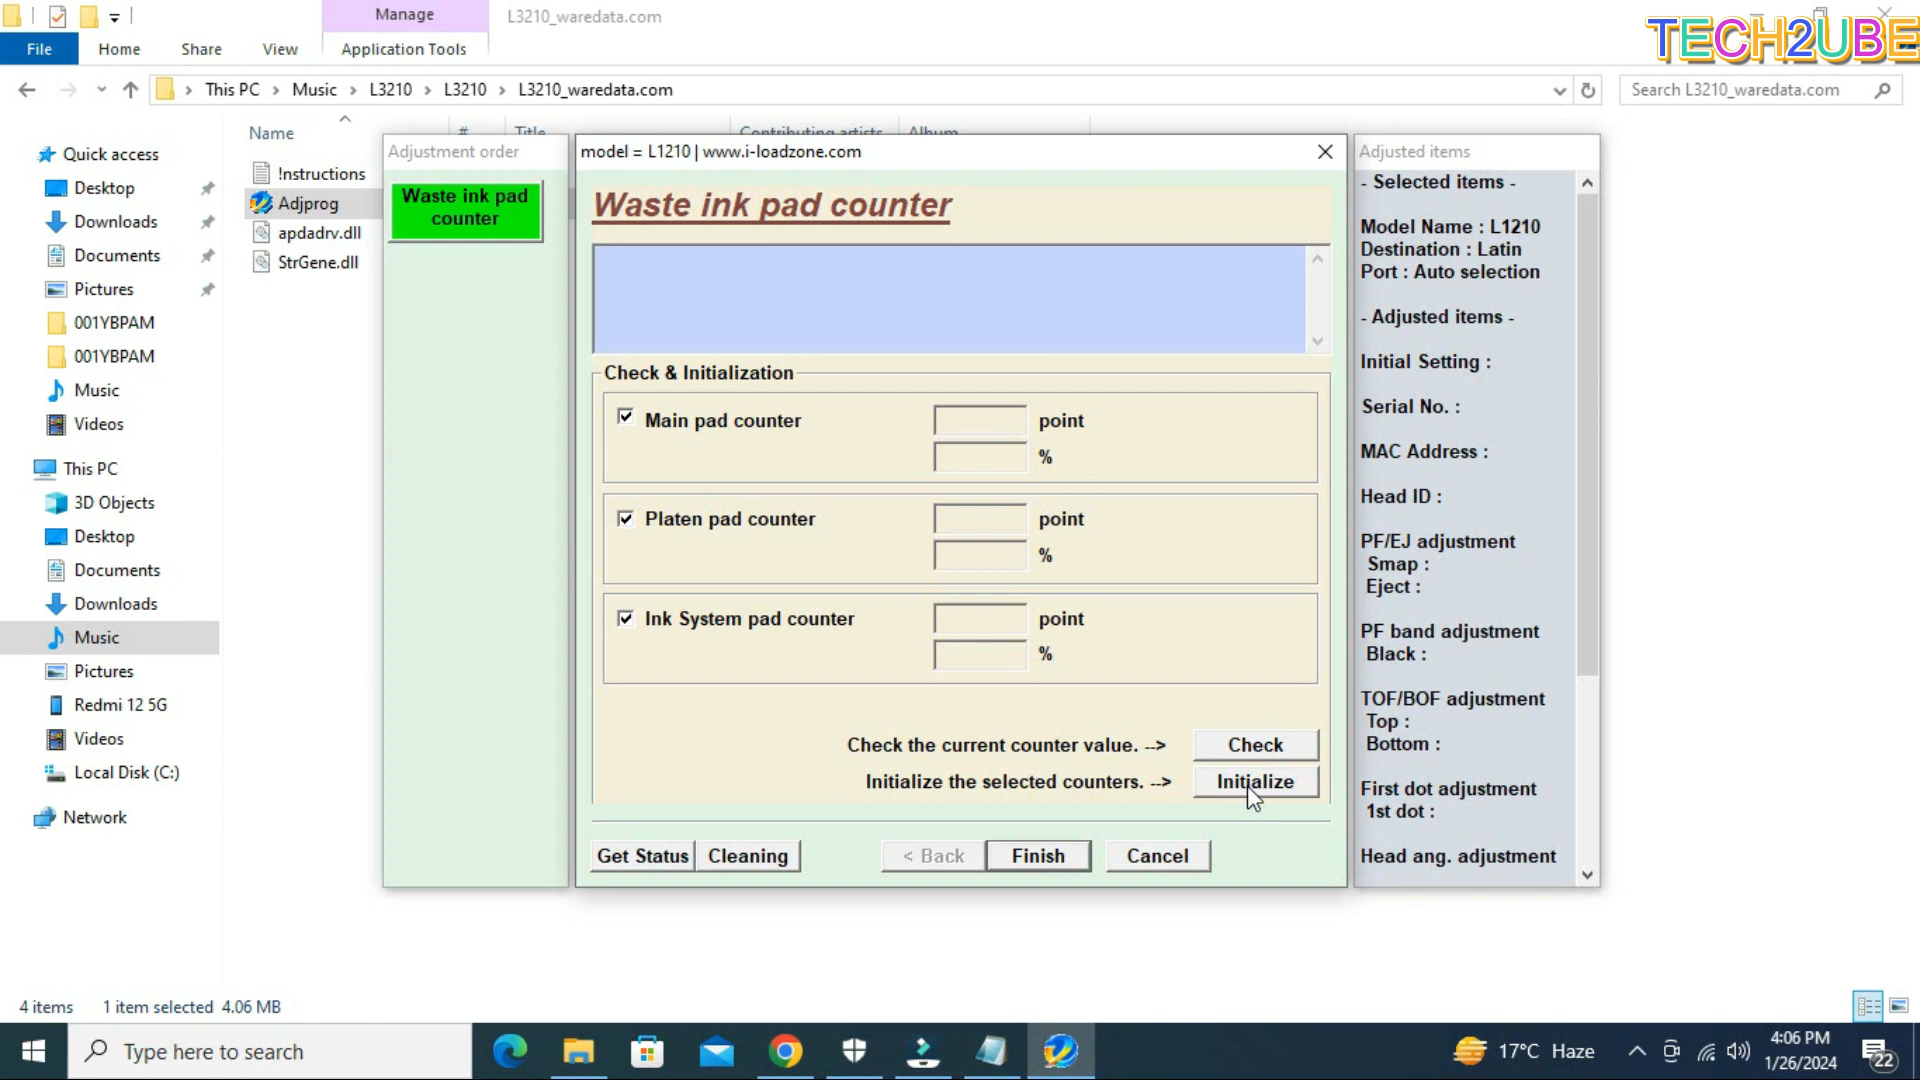 Manage
L3210_waredata.com
TECH2UBE
File
Home
Share
View
Application Tools
This PC
Music
L3210
L3210
L3210_waredata.com
Search L3210_waredata.com
Quick access
Desktop
Downloads
Documents
Pictures
001YBPAM
001YBPAM
Music
Videos
This PC
3D Objects
Desktop
Documents
Downloads
Music
Pictures
Redmi 12 5G
Videos
Local Disk (C:)
Network
Name
#
Title
Contributing artists
Album
!nstructions
Adjprog
apdadrv.dll
StrGene.dll
Adjustment order
Waste ink pad
counter
model = L1210 | www.i-loadzone.com
Waste ink pad counter
Check & Initialization
Main pad counter
point
%
Platen pad counter
point
%
Ink System pad counter
point
%
Check the current counter value. -->
Check
Initialize the selected counters. -->
Initialize
Get Status
Cleaning
< Back
Finish
Cancel
Adjusted items
- Selected items -
Model Name : L1210
Destination : Latin
Port : Auto selection
- Adjusted items -
Initial Setting :
Serial No. :
MAC Address :
Head ID :
PF/EJ adjustment
Smap :
Eject :
PF band adjustment
Black :
TOF/BOF adjustment
Top :
Bottom :
First dot adjustment
1st dot :
Head ang. adjustment
4 items
1 item selected
4.06 MB
Type here to search
17°C
Haze
4:06 PM
1/26/2024
22